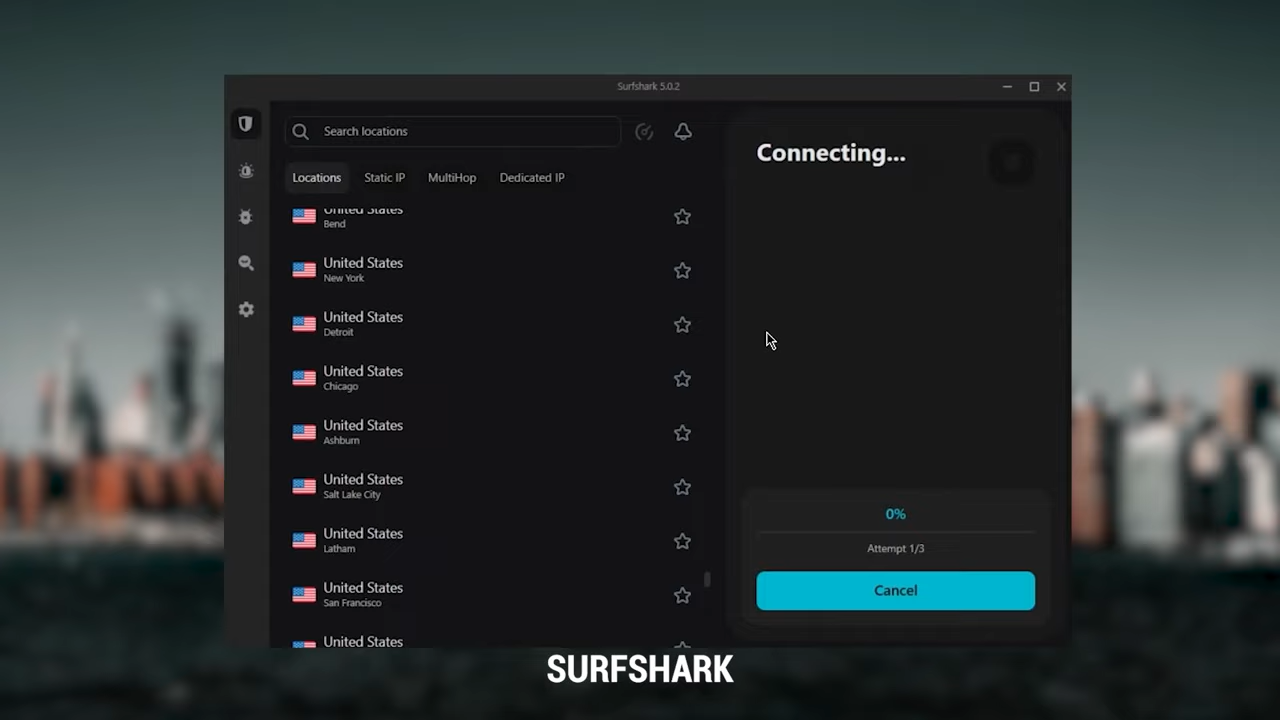 Surfshark 5.0.2
Search locations
Locations Static IP MultiHop Dedicated IP
United States
Bend
United States
New York
United States
Detroit
United States
Chicago
United States
Ashburn
United States
Salt Lake City
United States
Latham
United States
San Francisco
United States
Connecting...
0%
Attempt 1/3
Cancel
SURFSHARK